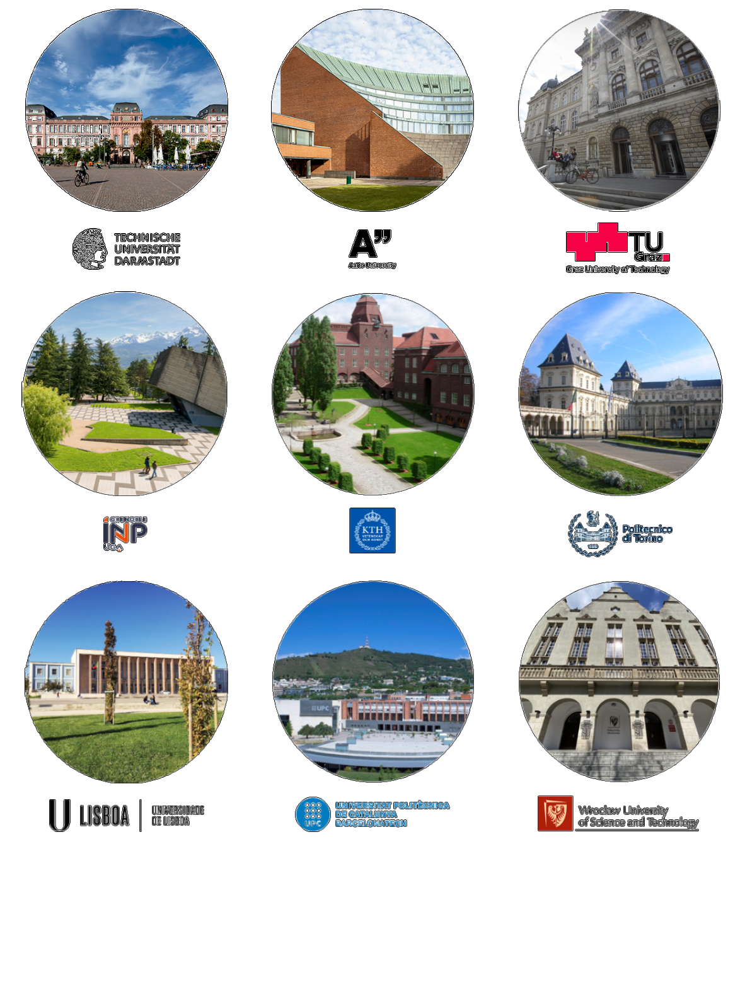 TECHNISCHE
UNIVERSITÄT
DARMSTADT
A”
Aalto University
TU
Graz
Graz University of Technology
GRENOBLE
INP
UGA
KTH
VETENSKAP
OCH KONST
Politecnico
di Torino
1859
U LISBOA
UNIVERSIDADE
DE LISBOA
UPC
UPC
UNIVERSITAT POLITÈCNICA
DE CATALUNYA
BARCELONATECH
Wrocław University
of Science and Technology